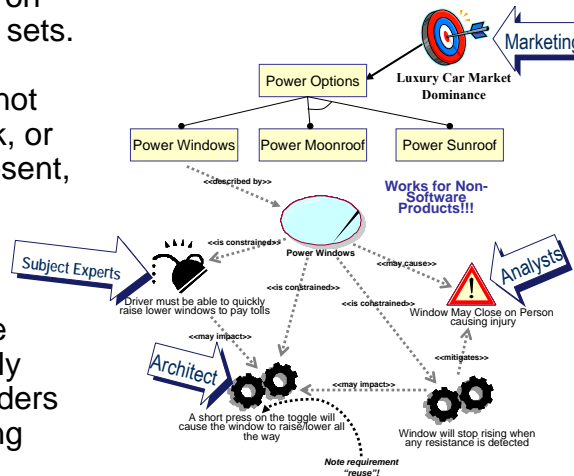 on
sets.
not
k, or
esent,
e
ly
ders
ng
Marketing
Luxury Car Market
Dominance
Power Options
Power Windows
Power Moonroof
Power Sunroof
<<described by>>
Works for Non-
Software
Products!!!
Power Windows
<<is constrained>>
<<may cause>>
Subject Experts
Analysts
<<is constrained>>
<<is constrained>>
Driver must be able to quickly
raise lower windows to pay tolls
Window May Close on Person
causing injury
<<may impact>>
<<mitigates>>
Architect
<<may impact>>
A short press on the toggle will
cause the window to raise/lower all
the way
Window will stop rising when
any resistance is detected
Note requirement
"reuse"!